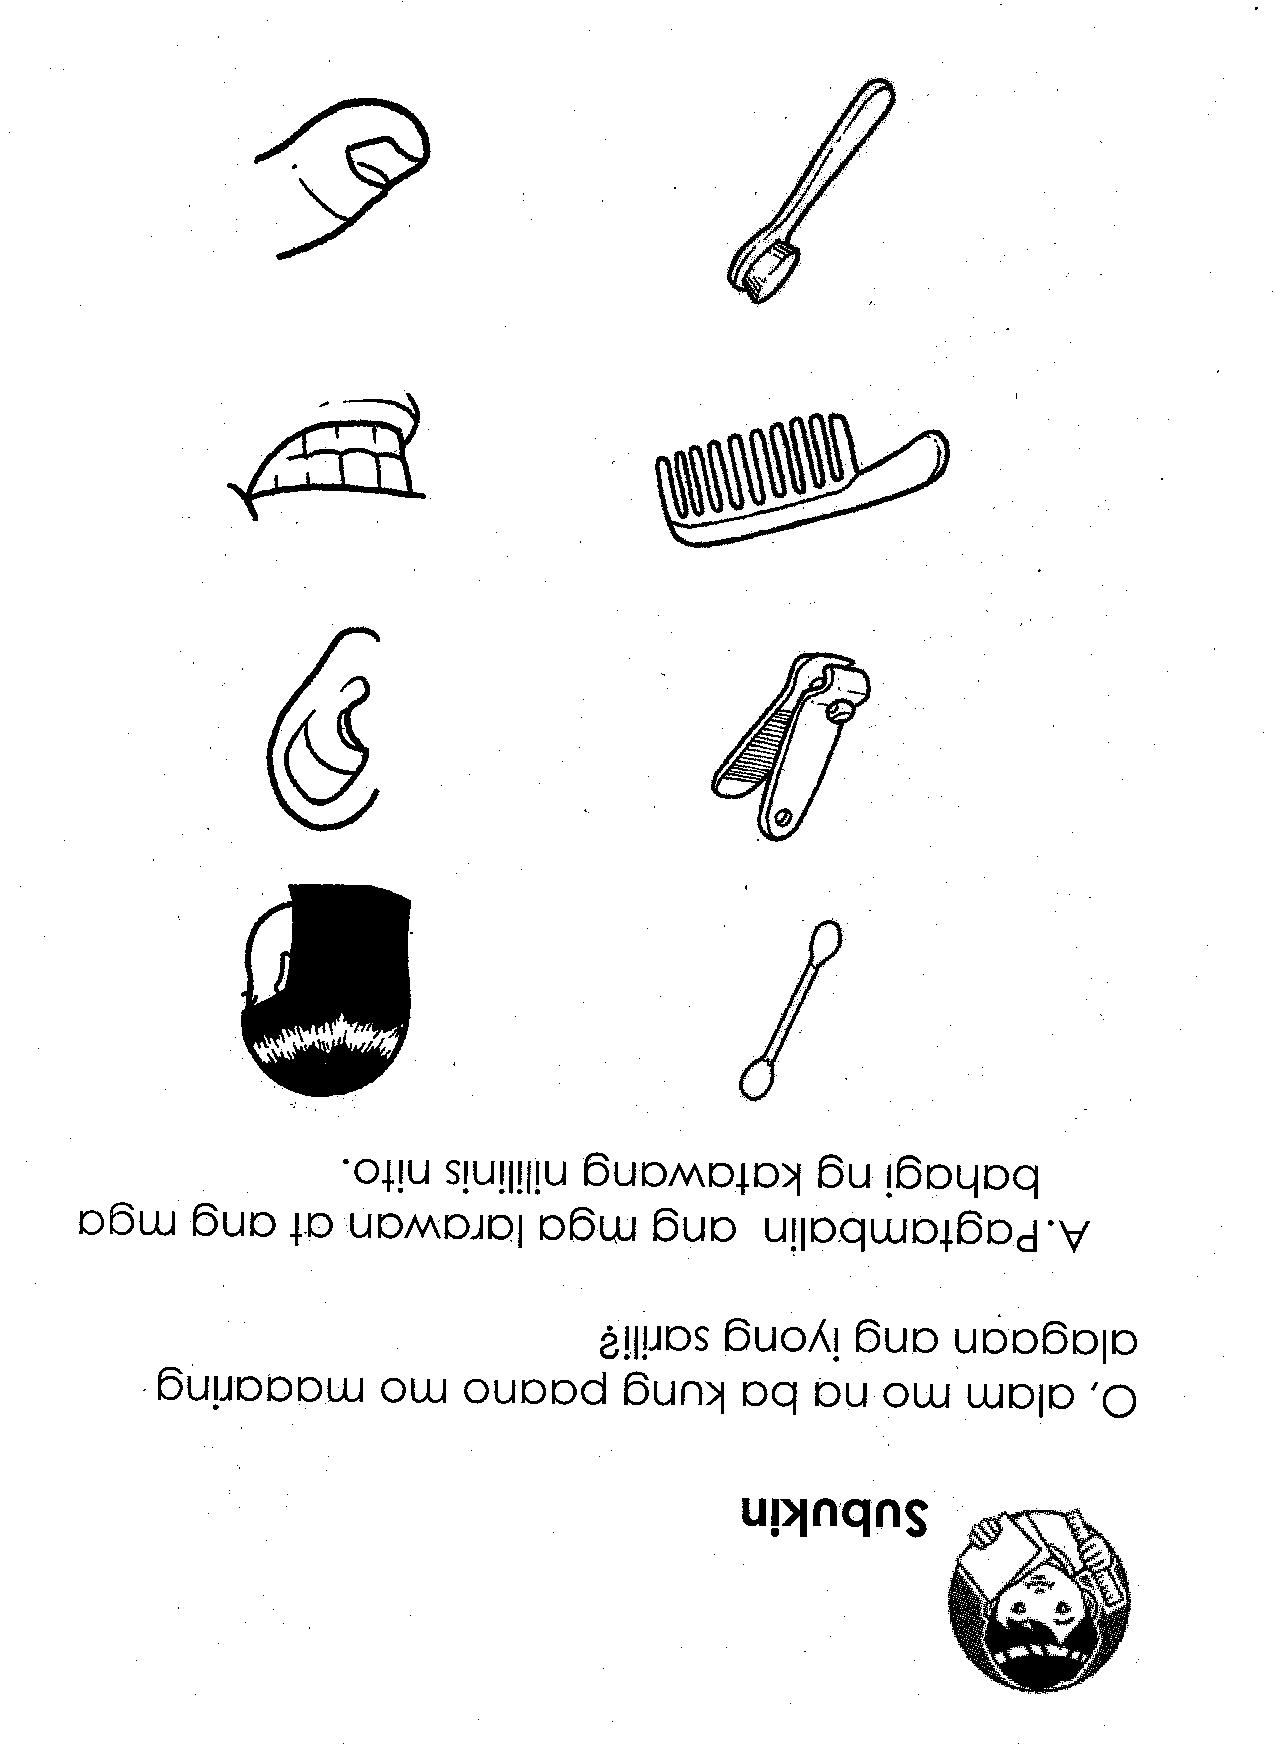 Subukin
O, alam mo na ba kung paano mo maaaring
alagaan ang iyong sarili?
A. Pagtambalin ang mga larawan at ang mga
bahagi ng katawang nililinis nito.